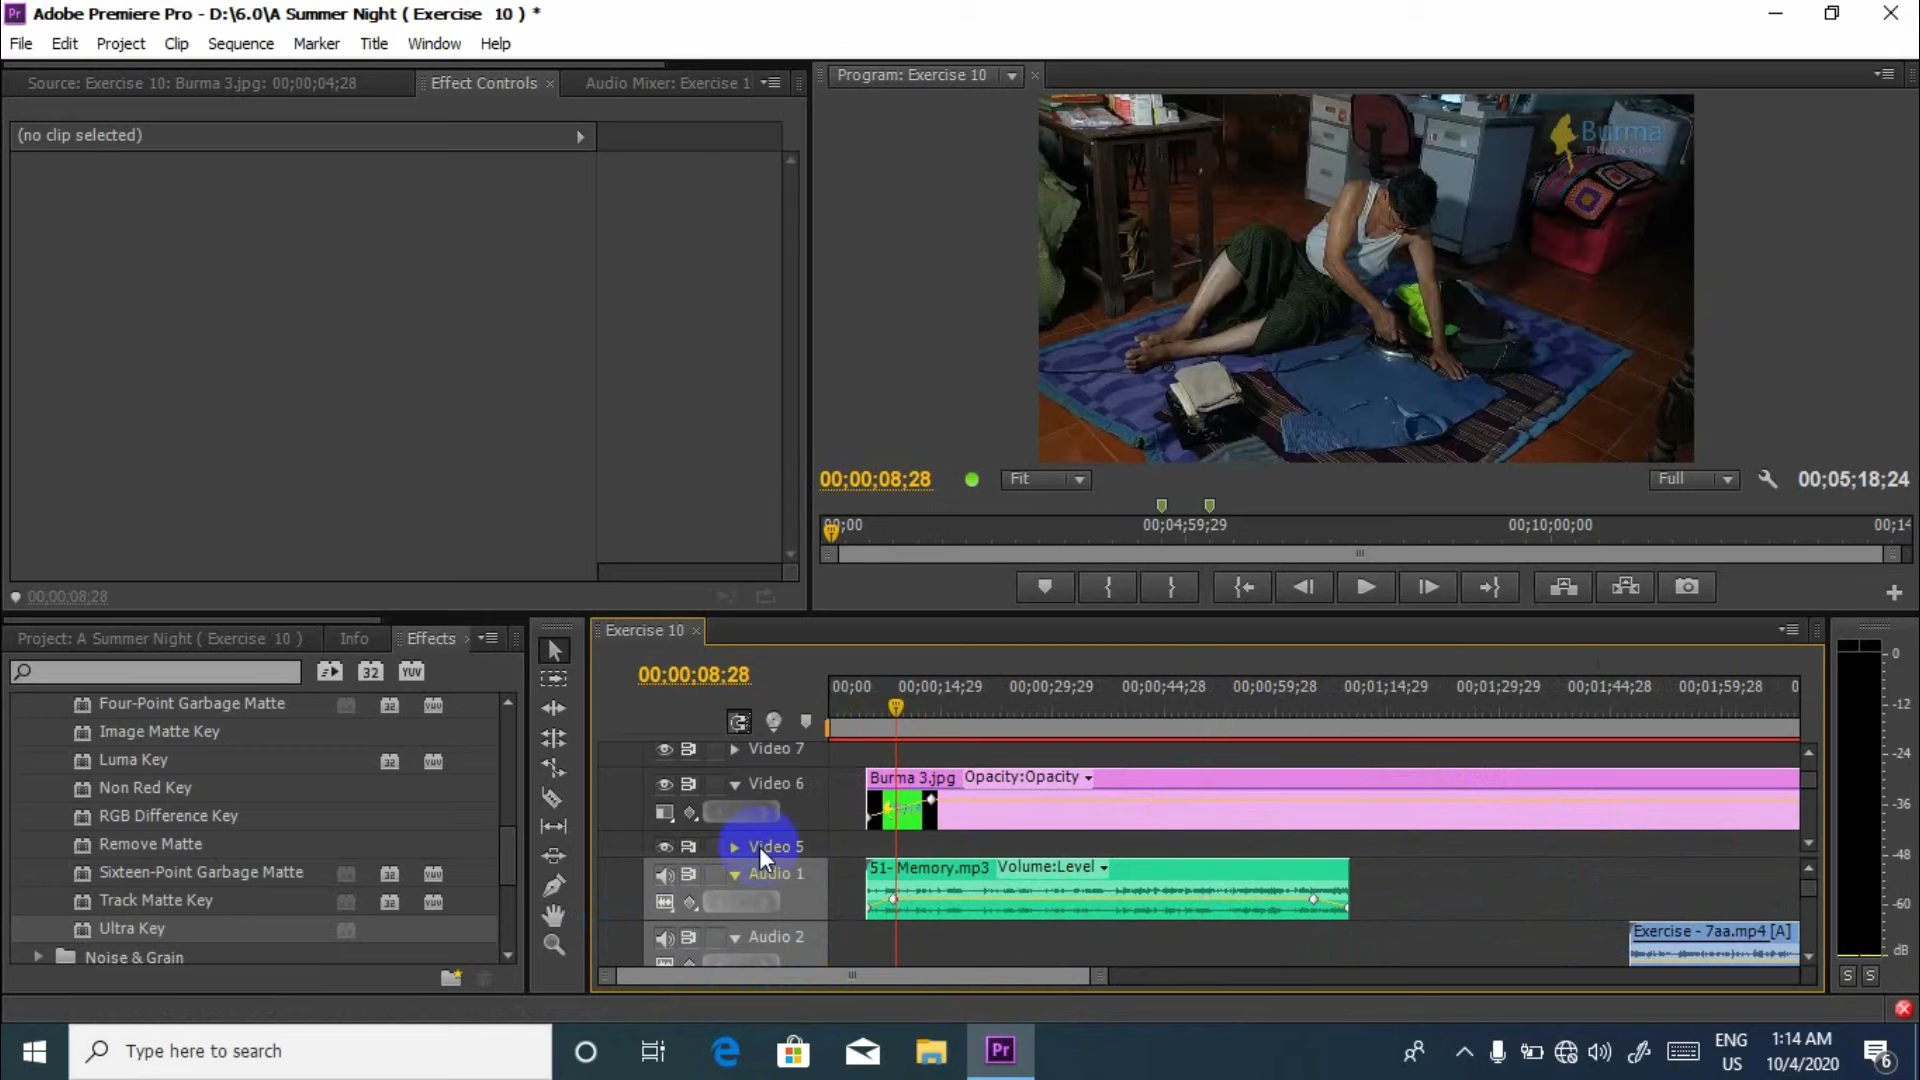 Adobe Premiere Pro - D:\6.0\A Summer Night ( Exercise 10 ) *
File Edit Project Clip Sequence Marker Title Window Help
Source: Exercise 10: Burma 3.jpg: 00;00;04;28
Effect Controls
Audio Mixer: Exercise 1
Program: Exercise 10
(no clip selected)
Burma
00;00;08;28
Fit
Full
00;05;18;24
00;00
00;04;59;29
00;10;00;00
00;14
00;00;08;28
Project: A Summer Night ( Exercise 10 )
Info
Effects
32
YUV
Four-Point Garbage Matte
Image Matte Key
Luma Key
Non Red Key
RGB Difference Key
Remove Matte
Sixteen-Point Garbage Matte
Track Matte Key
Ultra Key
Noise & Grain
Exercise 10
00;00;08;28
00;00 00;00;14;29 00;00;29;29 00;00;44;28 00;00;59;28 00;01;14;29 00;01;29;29 00;01;44;28 00;01;59;28 0
Video 7
Video 6
Burma 3.jpg Opacity:Opacity
Video 5
Audio 1
51- Memory.mp3 Volume:Level
Audio 2
Exercise - 7aa.mp4 [A]
0
-12
-24
-36
-48
-60
dB
S S
Type here to search
Pr
ENG
US
1:14 AM
10/4/2020
6